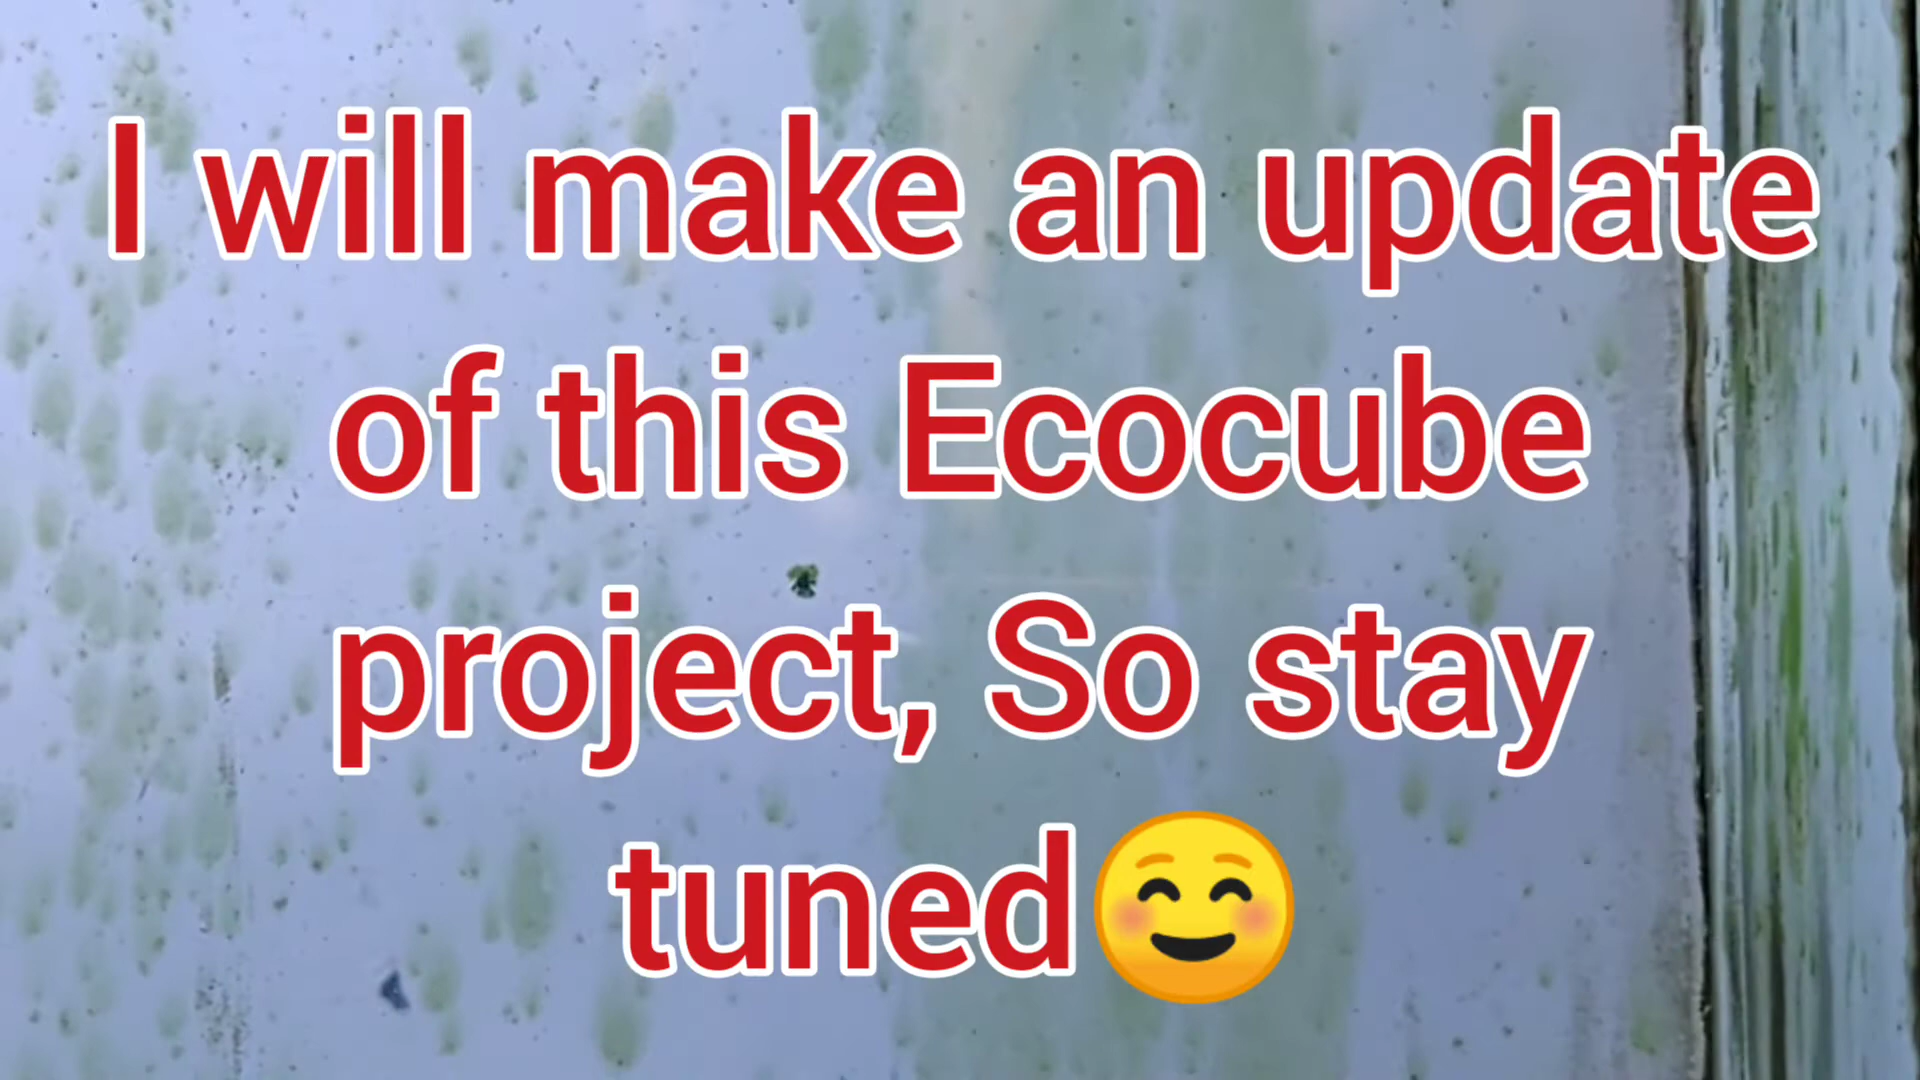 I will make an update
of this Ecocube
project, So stay
tuned☺️